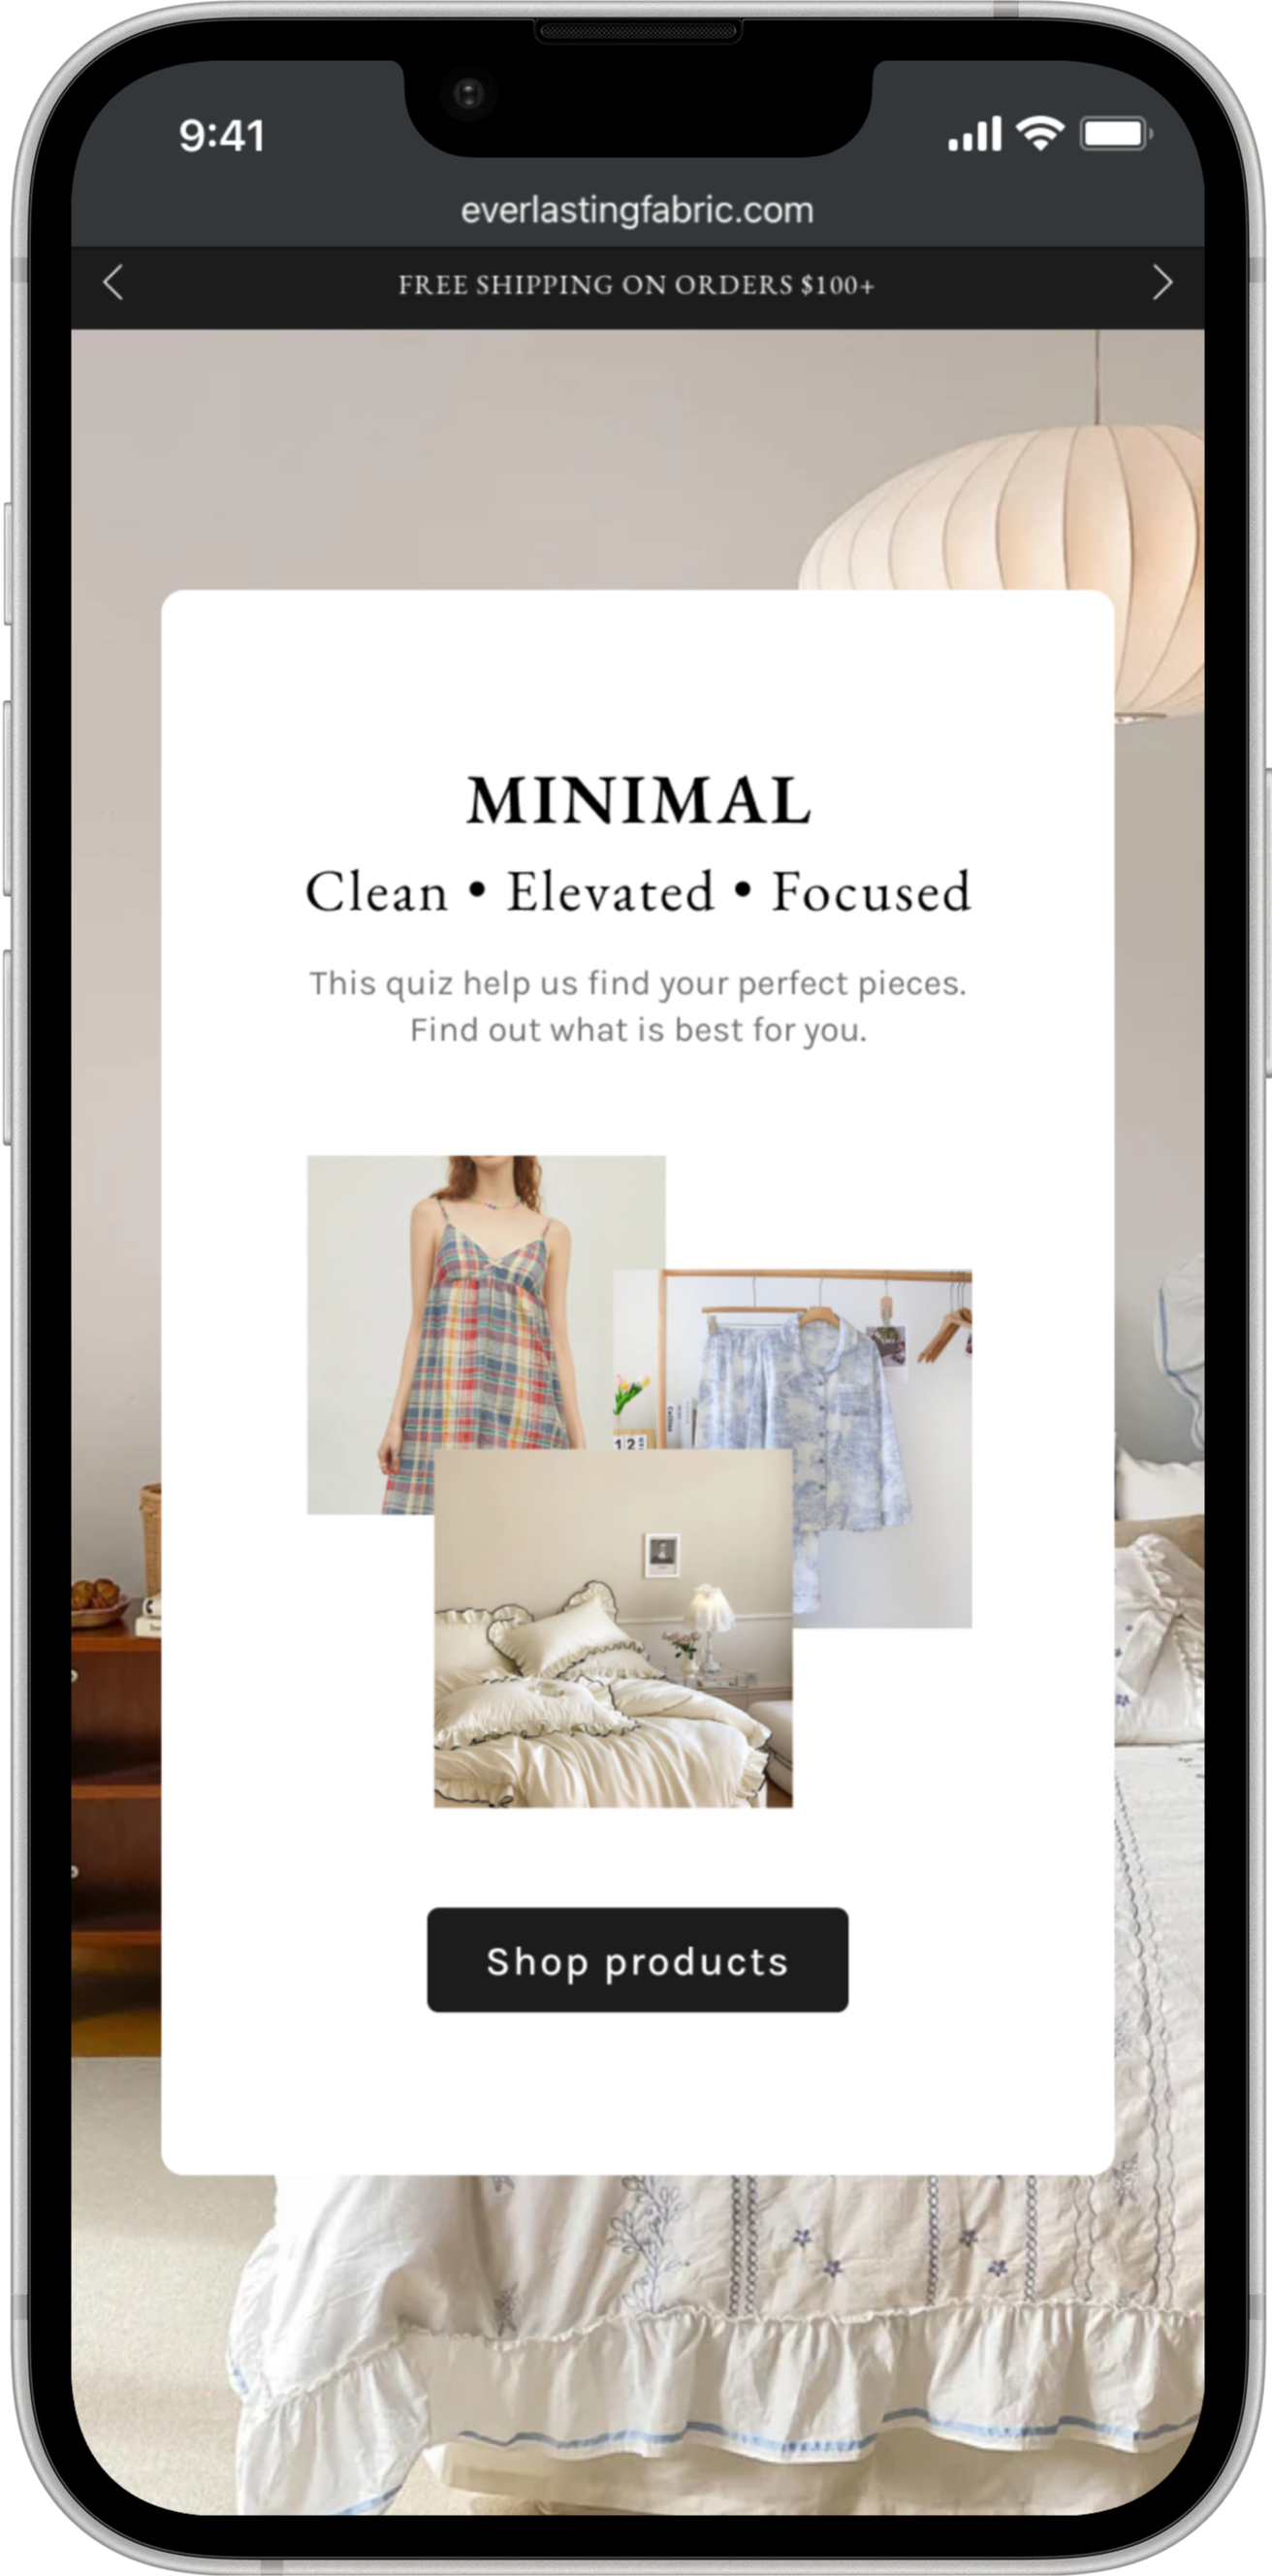 9:41
everlastingfabric.com
FREE SHIPPING ON ORDERS $100+
MINIMAL
Clean • Elevated • Focused
This quiz help us find your perfect pieces.
Find out what is best for you.
12
Shop products